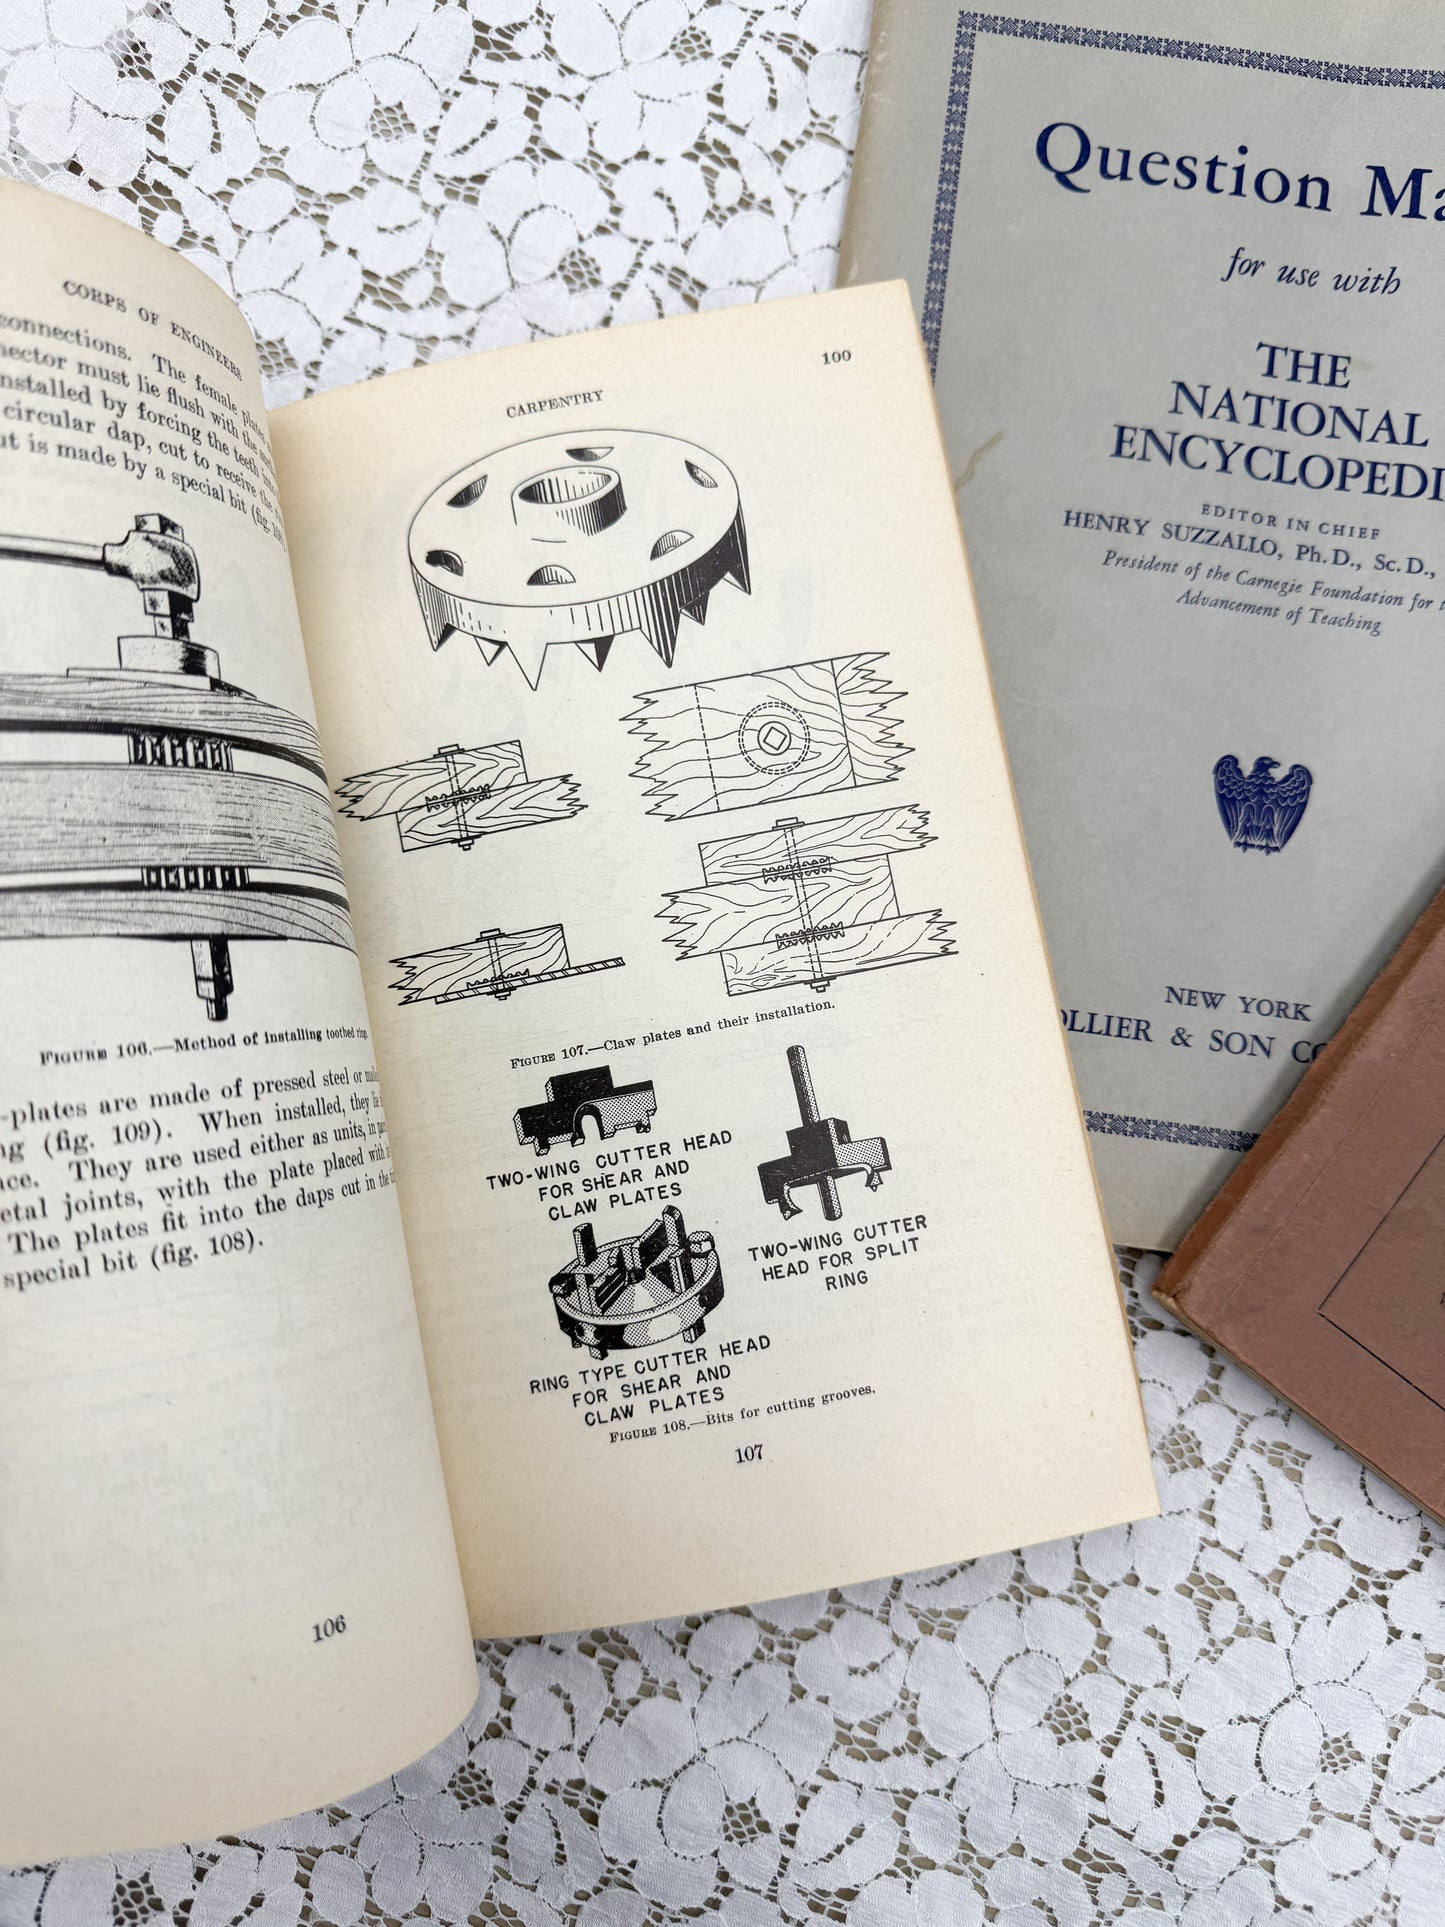 CORPS OF ENGINEERS
connections. The female plates
must lie flush with the
installed by forcing the teeth
circular dap, cut to receive the
is made by a special bit (fig.
FIGURE 106.—Method of installing toothed ring.
-plates are made of pressed steel or
(fig. 109). When installed, they lie
They are used either as units, in
joints, with the plate placed with
The plates fit into the daps cut in the
special bit (fig. 108).
106
100
CARPENTRY
FIGURE 107.—Claw plates and their installation.
TWO-WING CUTTER HEAD
FOR SHEAR AND
CLAW PLATES
TWO-WING CUTTER
HEAD FOR SPLIT
RING
RING TYPE CUTTER HEAD
FOR SHEAR AND
CLAW PLATES
FIGURE 108.—Bits for cutting grooves.
107
Question
for use with
THE
NATIONAL
ENCYCLOPEDI
EDITOR IN CHIEF
HENRY SUZZALLO, Ph.D., Sc.D.,
President of the Carnegie Foundation for
Advancement of Teaching
NEW YORK
OLLIER & SON CO